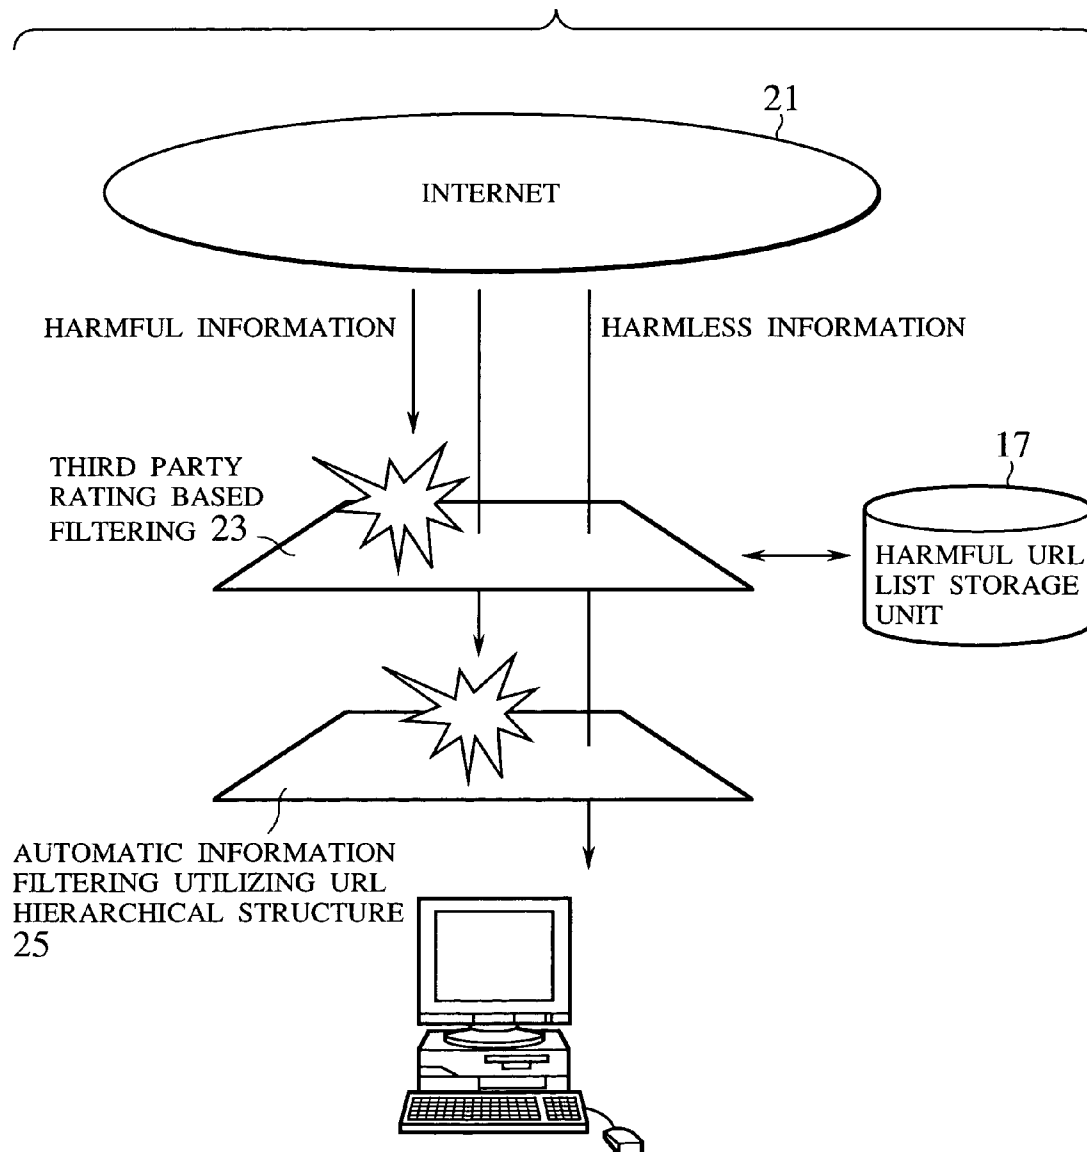 21
INTERNET
HARMFUL INFORMATION
HARMLESS INFORMATION
THIRD PARTY
RATING BASED
FILTERING 23
17
HARMFUL URL
LIST STORAGE
UNIT
AUTOMATIC INFORMATION
FILTERING UTILIZING URL
HIERARCHICAL STRUCTURE
25